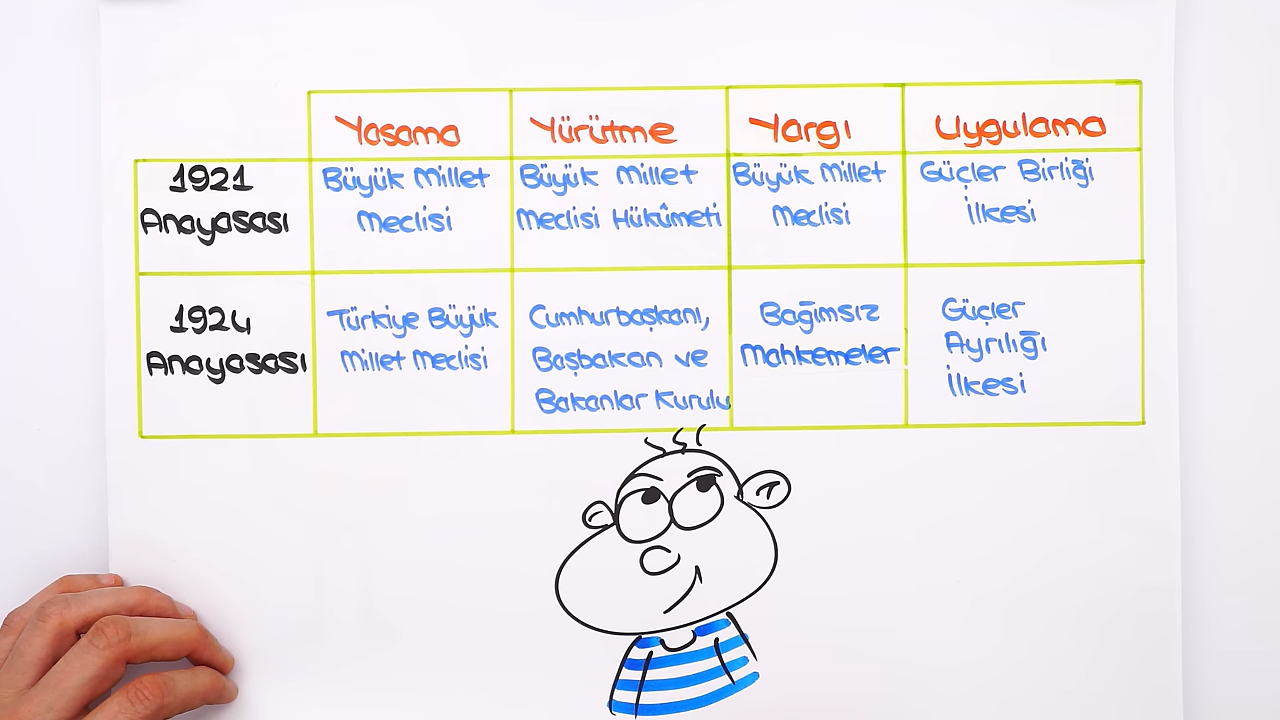 Yasama Yürütme Yargı Uygulama
1921
Anayasası
Büyük Millet
Meclisi
Büyük Millet
Meclisi Hükûmeti
Büyük Millet
Meclisi
Güçler Birliği
İlkesi
1924
Anayasası
Türkiye Büyük
Millet Meclisi
Cumhurbaşkanı,
Başbakan ve
Bakanlar Kurulu
Bağımsız
Mahkemeler
Güçler
Ayrılığı
İlkesi